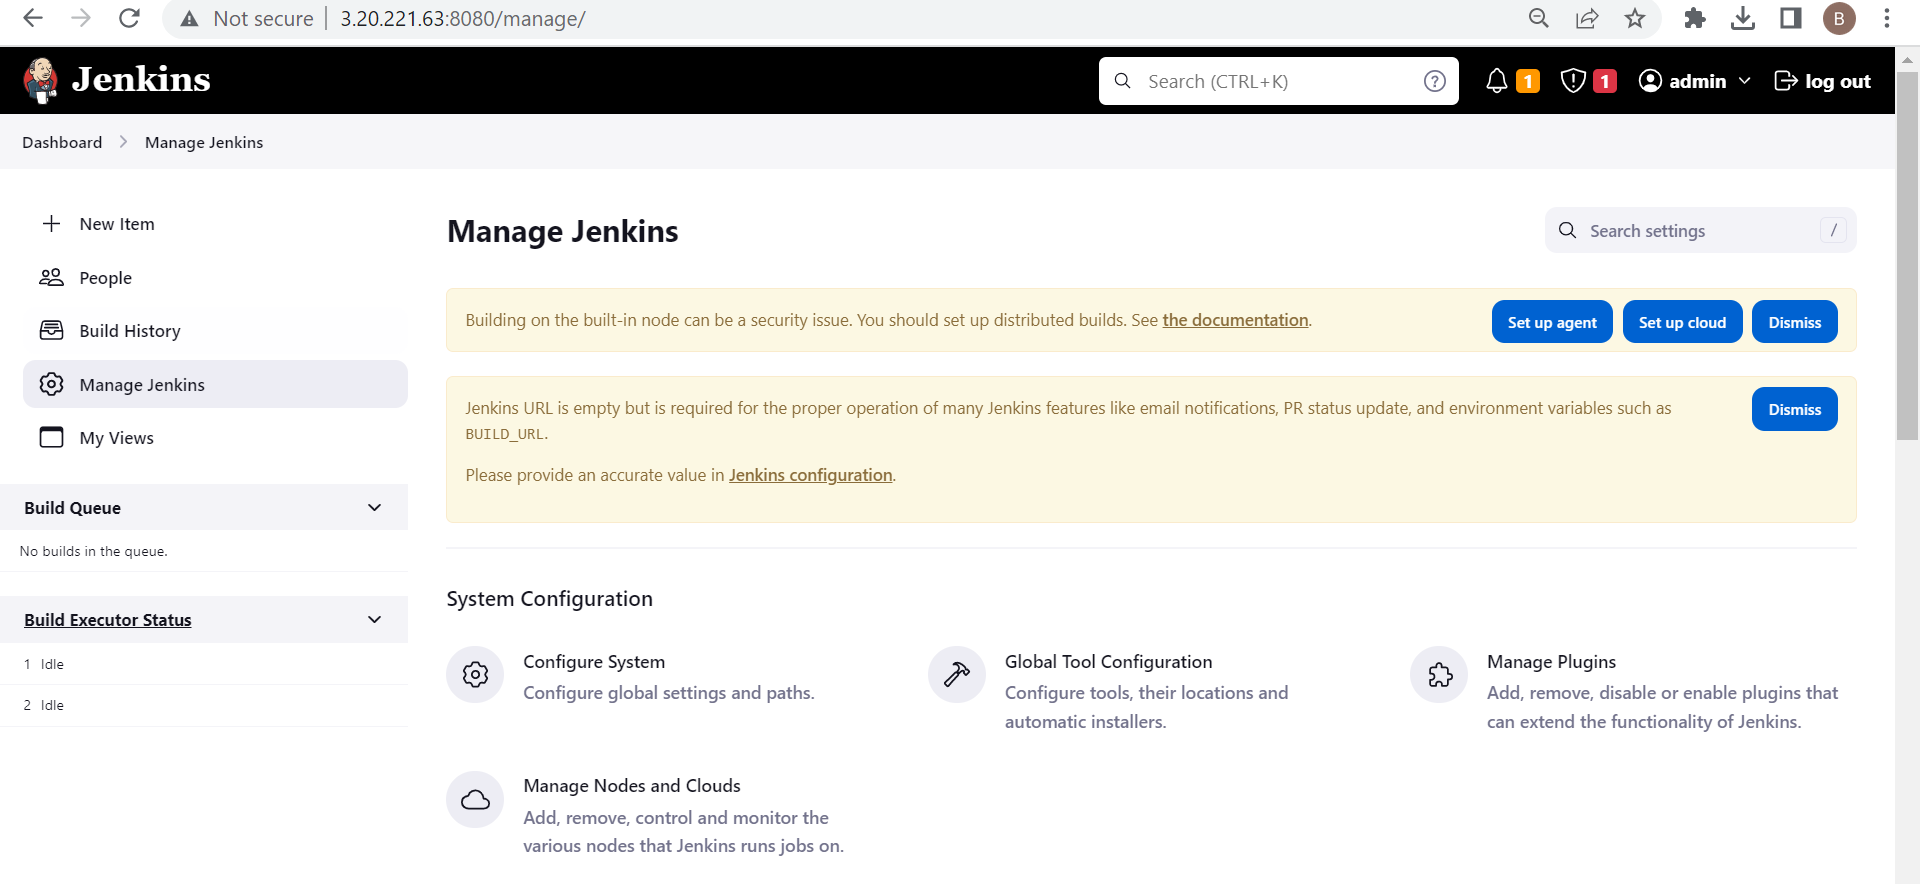 Not secure 3.20.221.63:8080/manage/ B
Jenkins Search (CTRL+K) ? 1 1 admin log out
Dashboard Manage Jenkins
New Item
People
Build History
Manage Jenkins
My Views
Build Queue
No builds in the queue.
Build Executor Status
1 Idle
2 Idle
Manage Jenkins
Search settings /
Building on the built-in node can be a security issue. You should set up distributed builds. See the documentation.
Set up agent Set up cloud Dismiss
Jenkins URL is empty but is required for the proper operation of many Jenkins features like email notifications, PR status update, and environment variables such as
BUILD_URL.
Dismiss
Please provide an accurate value in Jenkins configuration.
System Configuration
Configure System
Configure global settings and paths.
Global Tool Configuration
Configure tools, their locations and
automatic installers.
Manage Plugins
Add, remove, disable or enable plugins that
can extend the functionality of Jenkins.
Manage Nodes and Clouds
Add, remove, control and monitor the
various nodes that Jenkins runs jobs on.